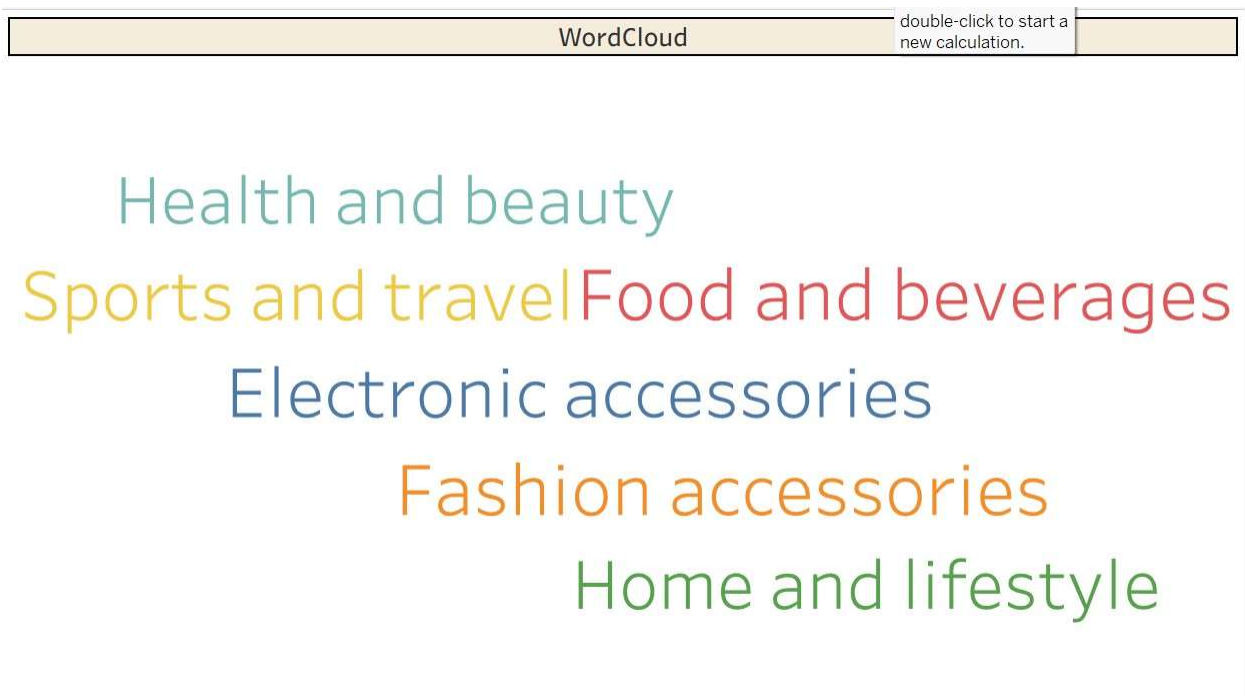 WordCloud
double-click to start a
new calculation.
Health and beauty
Sports and travel Food and beverages
Electronic accessories
Fashion accessories
Home and lifestyle